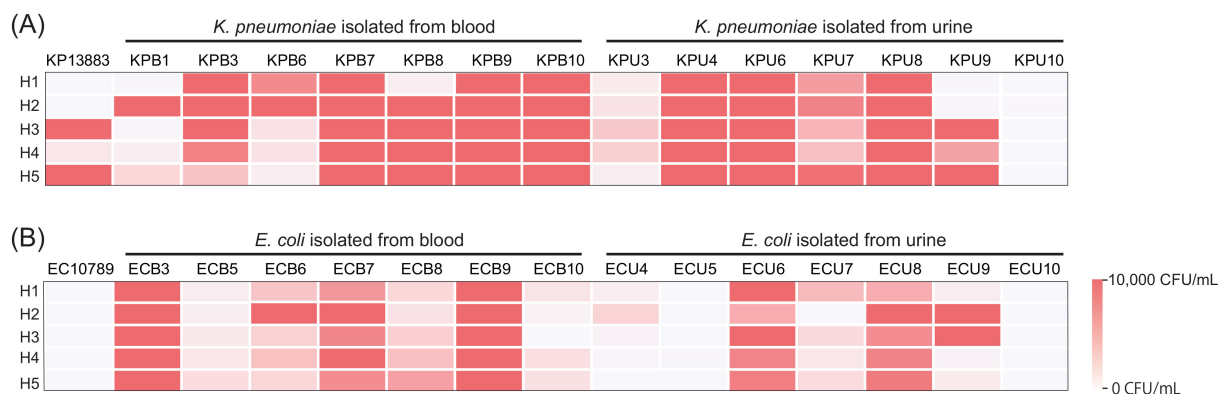 (A)
K. pneumoniae isolated from blood
K. pneumoniae isolated from urine
KP13883 KPB1 KPB3 KPB6 KPB7 KPB8 KPB9 KPB10 KPU3 KPU4 KPU6 KPU7 KPU8 KPU9 KPU10
H1
H2
H3
H4
H5
(B)
E. coli isolated from blood
E. coli isolated from urine
EC10789 ECB3 ECB5 ECB6 ECB7 ECB8 ECB9 ECB10 ECU4 ECU5 ECU6 ECU7 ECU8 ECU9 ECU10
H1
H2
H3
H4
H5
10,000 CFU/mL
0 CFU/mL